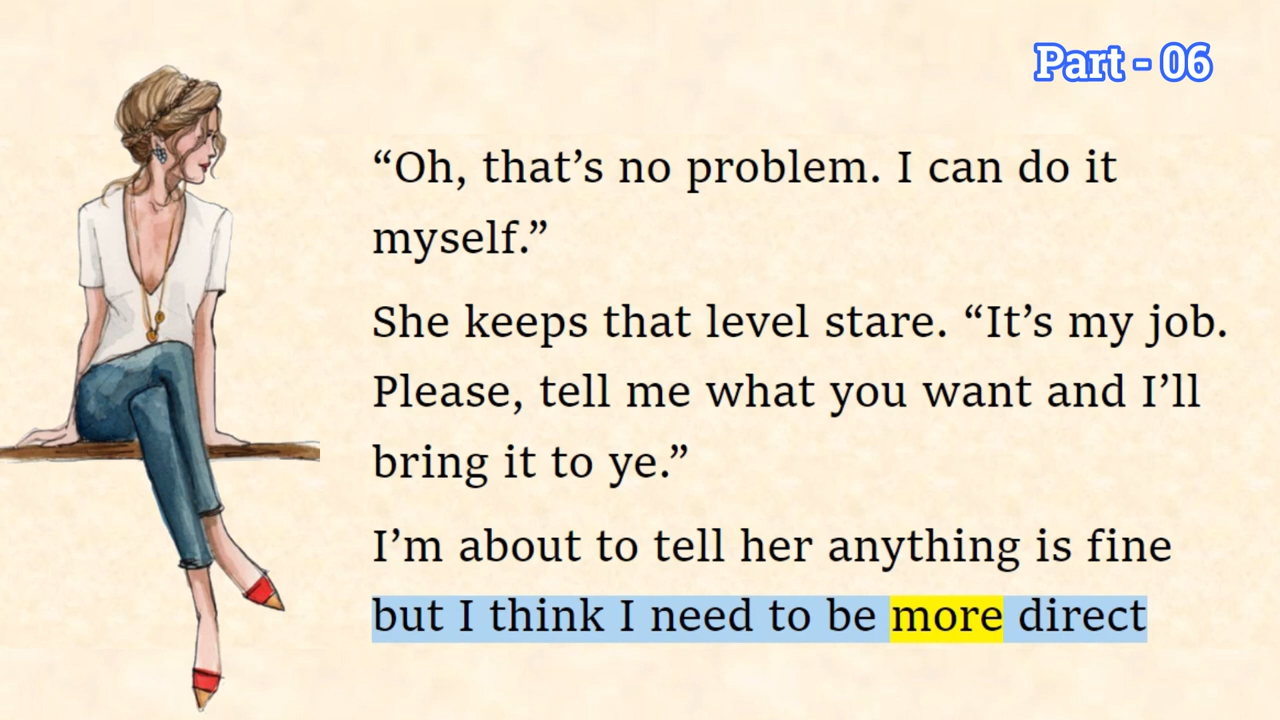 Part - 06
“Oh, that’s no problem. I can do it
myself.”
She keeps that level stare. “It’s my job.
Please, tell me what you want and I’ll
bring it to ye.”
I’m about to tell her anything is fine
but I think I need to be more direct